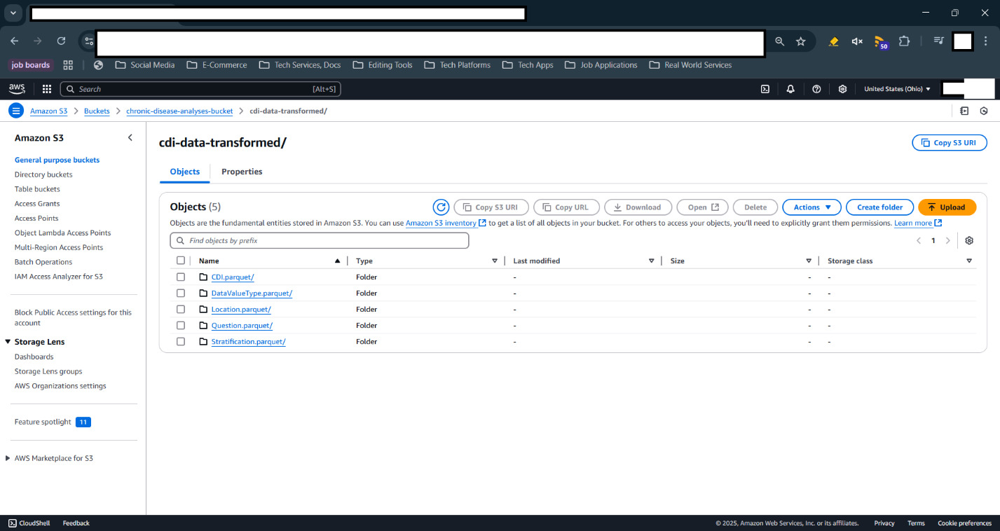 job boards
Social Media
E-Commerce
Tech Services, Docs
Editing Tools
Tech Platforms
Tech Apps
Job Applications
Real World Services
50
aws
Search
[Alt+S]
United States (Ohio)
Amazon S3
Buckets
chronic-disease-analyses-bucket
cdi-data-transformed/
Amazon S3
General purpose buckets
Directory buckets
Table buckets
Access Grants
Access Points
Object Lambda Access Points
Multi-Region Access Points
Batch Operations
IAM Access Analyzer for S3
Block Public Access settings for this
account
Storage Lens
Dashboards
Storage Lens groups
AWS Organizations settings
Feature spotlight 11
AWS Marketplace for S3
cdi-data-transformed/
Copy S3 URI
Objects
Properties
Objects (5)
Copy S3 URI
Copy URL
Download
Open
Delete
Actions
Create folder
Upload
Objects are the fundamental entities stored in Amazon S3. You can use Amazon S3 inventory to get a list of all objects in your bucket. For others to access your objects, you'll need to explicitly grant them permissions. Learn more
Find objects by prefix
1
Name Type Last modified Size Storage class
CDI.parquet/ Folder - - -
DataValueType.parquet/ Folder - - -
Location.parquet/ Folder - - -
Question.parquet/ Folder - - -
Stratification.parquet/ Folder - - -
CloudShell
Feedback
© 2025, Amazon Web Services, Inc. or its affiliates.
Privacy
Terms
Cookie preferences